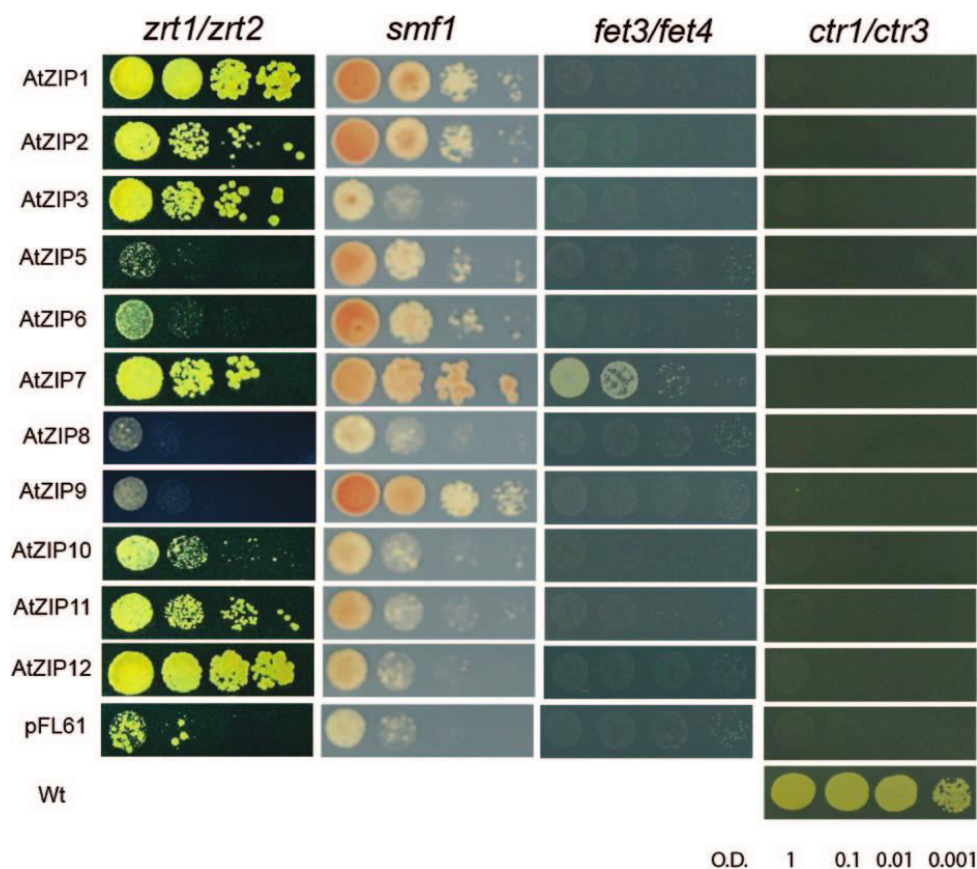 zrt1/zrt2 smf1 fet3/fet4 ctr1/ctr3
AtZIP1
AtZIP2
AtZIP3
AtZIP5
AtZIP6
AtZIP7
AtZIP8
AtZIP9
AtZIP10
AtZIP11
AtZIP12
pFL61
Wt
O.D. 1 0.1 0.01 0.001